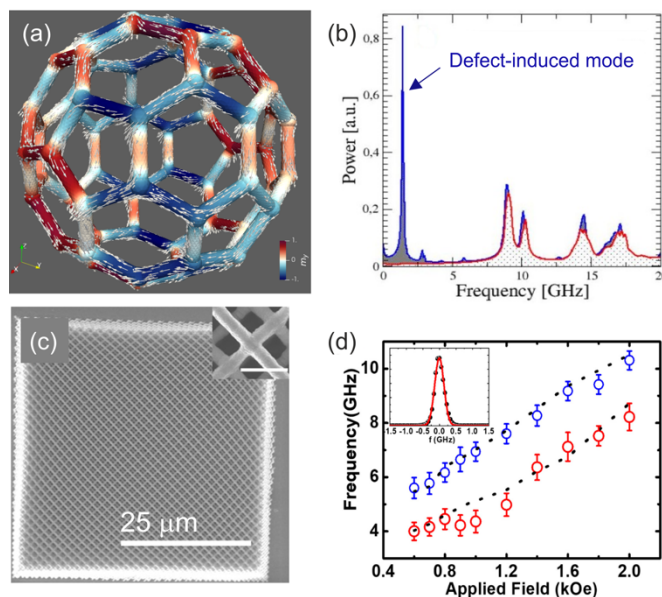 (a)
z
x
Y
1.
0
-1.
m_y
(b)
Defect-induced mode
Power [a.u.]
0,8
0,6
0,4
0,2
0
0
5
10
15
20
Frequency [GHz]
(c)
25 μm
(d)
Frequency(GHz)
10
8
6
4
-1.5 -1.0 -0.5 0.0 0.5 1.0 1.5
f (GHz)
0.4 0.8 1.2 1.6 2.0
Applied Field (kOe)